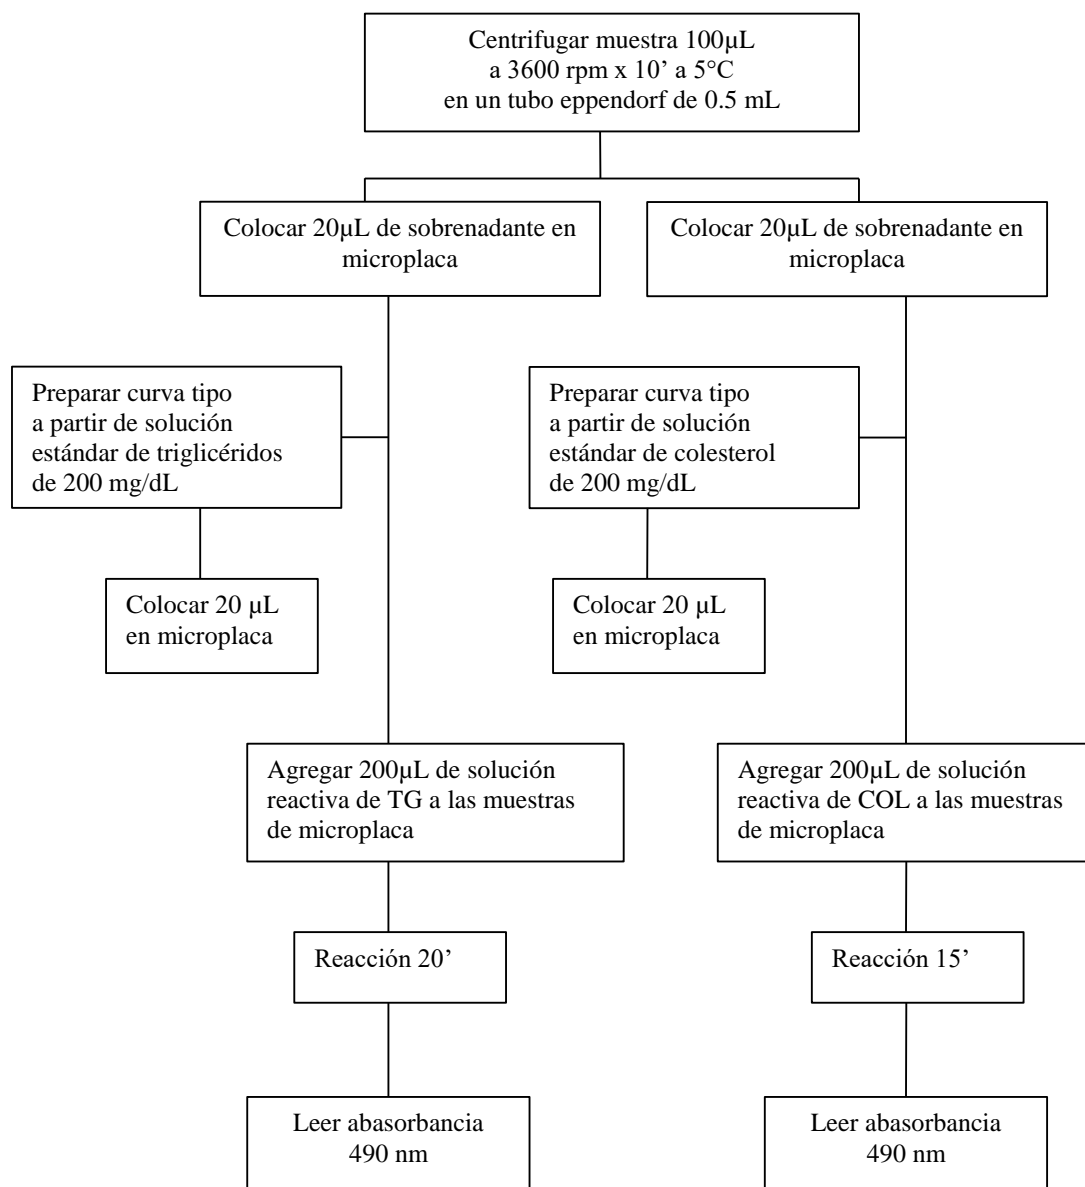 Centrifugar muestra 100µL
a 3600 rpm x 10’ a 5°C
en un tubo eppendorf de 0.5 mL
Colocar 20µL de sobrenadante en
microplaca
Colocar 20µL de sobrenadante en
microplaca
Preparar curva tipo
a partir de solución
estándar de triglicéridos
de 200 mg/dL
Preparar curva tipo
a partir de solución
estándar de colesterol
de 200 mg/dL
Colocar 20 µL
en microplaca
Colocar 20 µL
en microplaca
Agregar 200µL de solución
reactiva de TG a las muestras
de microplaca
Agregar 200µL de solución
reactiva de COL a las muestras
de microplaca
Reacción 20’
Reacción 15’
Leer abasorbancia
490 nm
Leer abasorbancia
490 nm